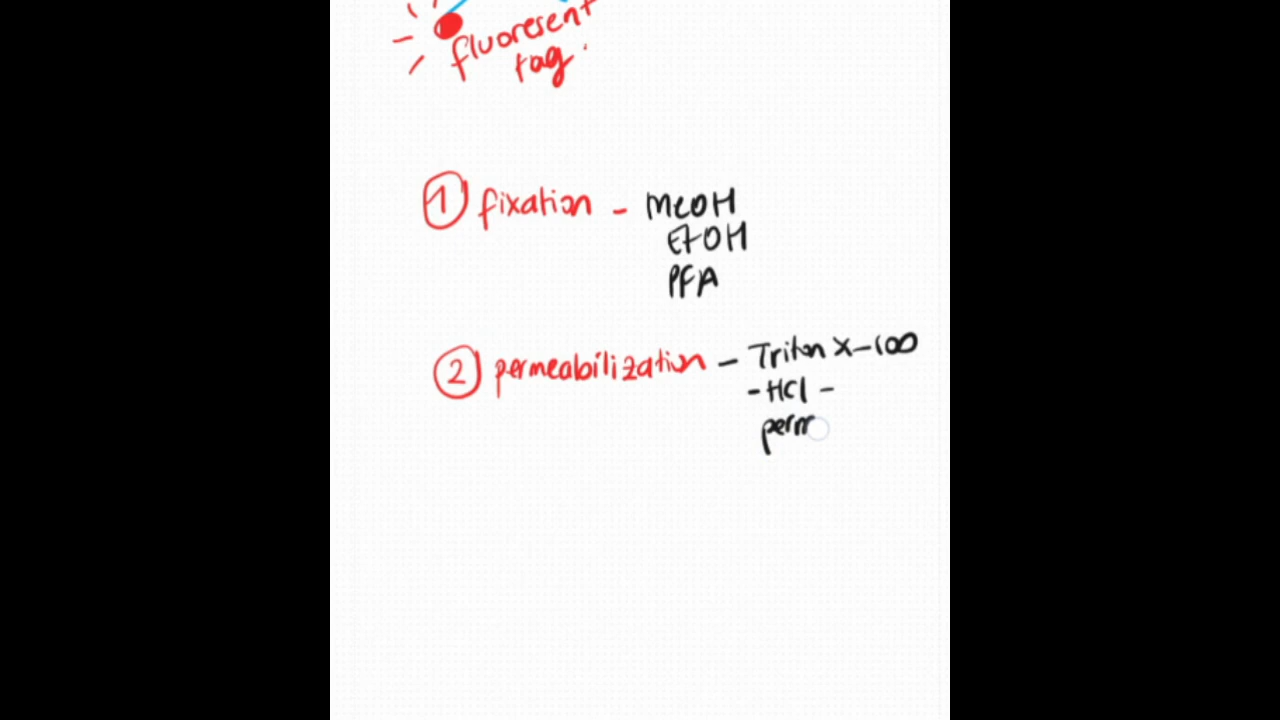 fluoresent
tag.
1 fixation - MeOH
EtOH
PFA
2 permeabilization - Triton X-100
- HCl -
perm